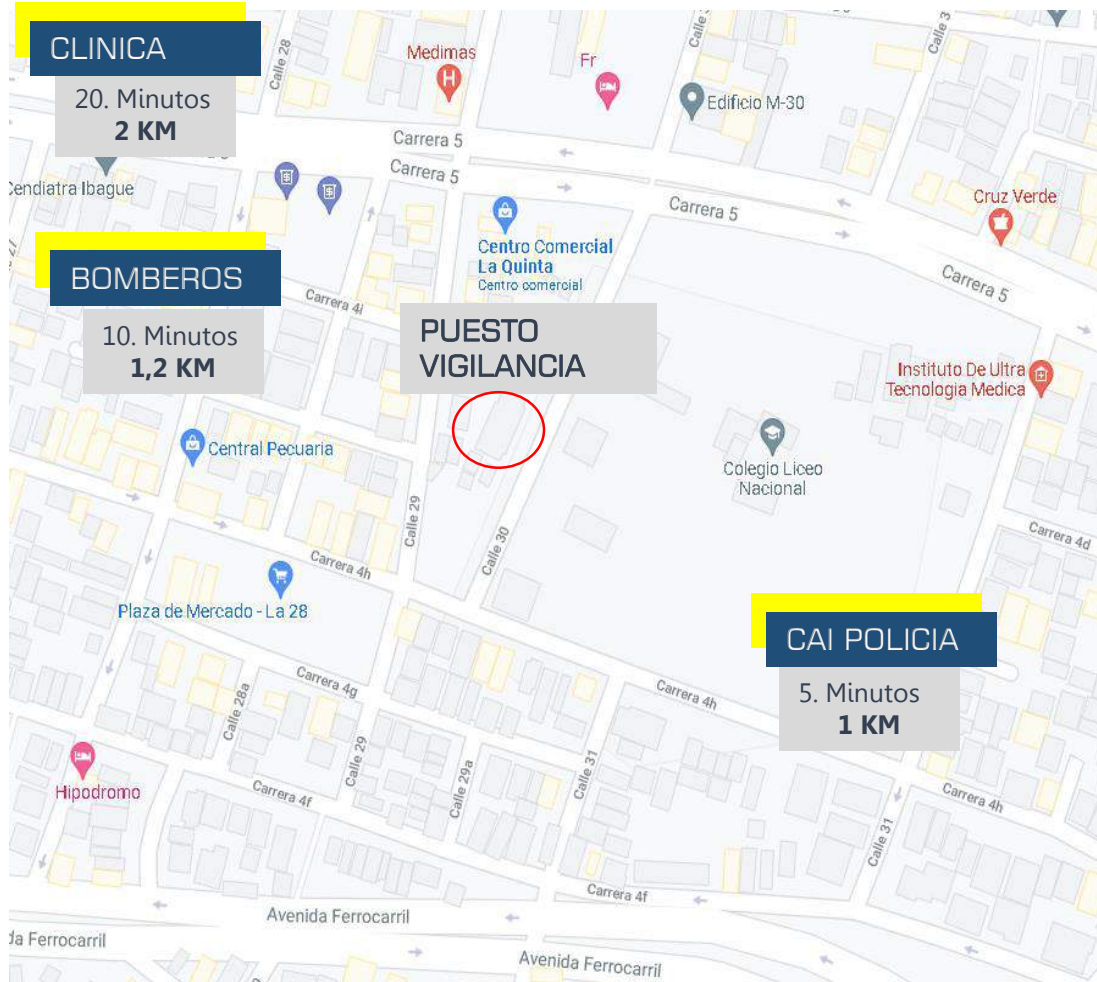 CLINICA
20. Minutos
2 KM
Calle 28
Medimas
Fr
Calle 3
Edificio M-30
Carrera 5
Carrera 5
Carrera 5
Carrera 5
Cendiatra Ibague
Cruz Verde
Centro Comercial
La Quinta
Centro comercial
BOMBEROS
10. Minutos
1,2 KM
Carrera 4i
PUESTO
VIGILANCIA
Instituto De Ultra
Tecnologia Medica
Central Pecuaria
Colegio Liceo
Nacional
Calle 29
Calle 30
Carrera 4d
Carrera 4h
Plaza de Mercado - La 28
CAI POLICIA
5. Minutos
1 KM
Carrera 4g
Carrera 4h
Calle 28a
Calle 29
Calle 29a
Calle 31
Hipodromo
Carrera 4f
Carrera 4h
Calle 31
Carrera 4f
Avenida Ferrocarril
da Ferrocarril
Avenida Ferrocarril